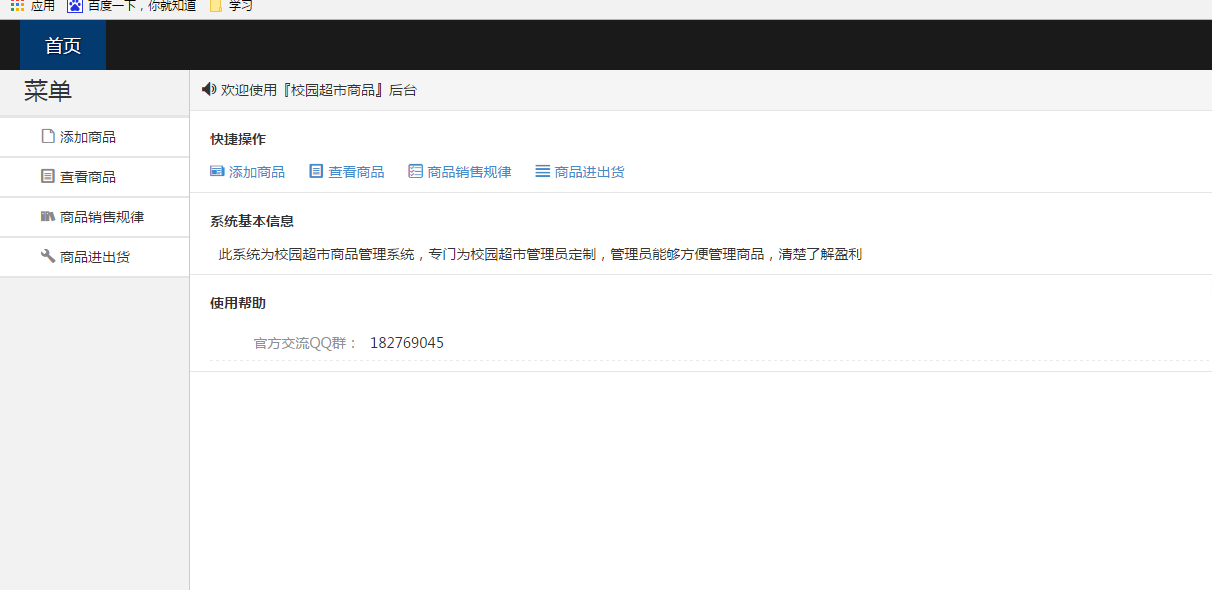 应用 百度一下，你就知道 学习
首页
菜单
添加商品
查看商品
商品销售规律
商品进出货
欢迎使用『校园超市商品』后台
快捷操作
添加商品 查看商品 商品销售规律 商品进出货
系统基本信息
此系统为校园超市商品管理系统，专门为校园超市管理员定制，管理员能够方便管理商品，清楚了解盈利
使用帮助
官方交流QQ群： 182769045